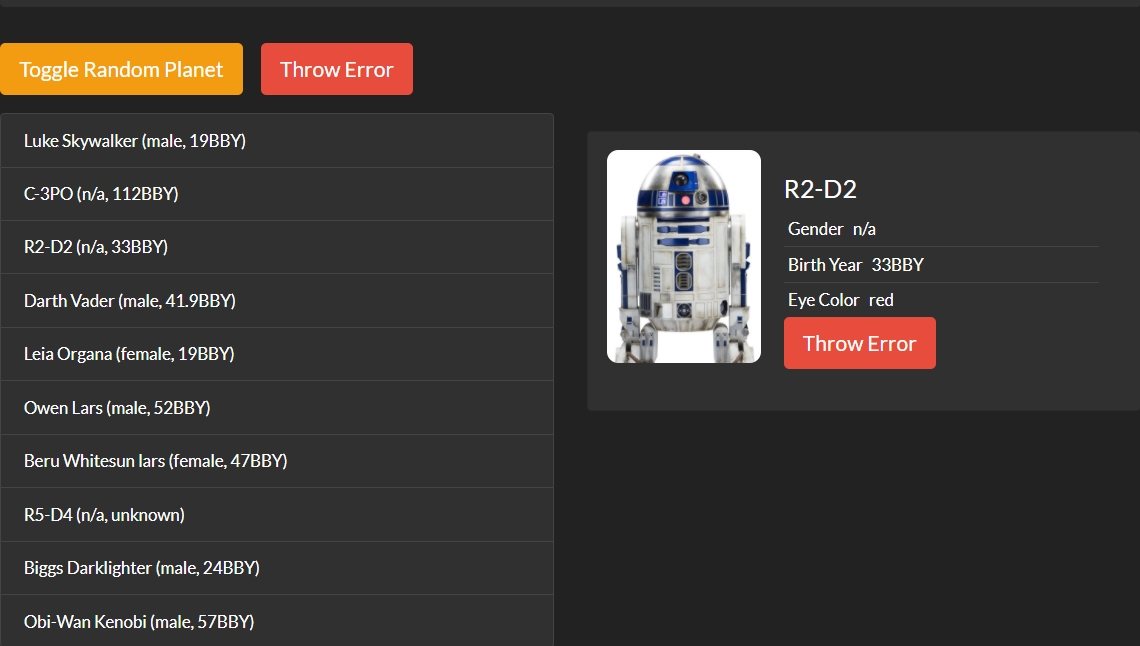 Toggle Random Planet
Throw Error
Luke Skywalker (male, 19BBY)
C-3PO (n/a, 112BBY)
R2-D2 (n/a, 33BBY)
Darth Vader (male, 41.9BBY)
Leia Organa (female, 19BBY)
Owen Lars (male, 52BBY)
Beru Whitesun lars (female, 47BBY)
R5-D4 (n/a, unknown)
Biggs Darklighter (male, 24BBY)
Obi-Wan Kenobi (male, 57BBY)
R2-D2
Gender n/a
Birth Year 33BBY
Eye Color red
Throw Error